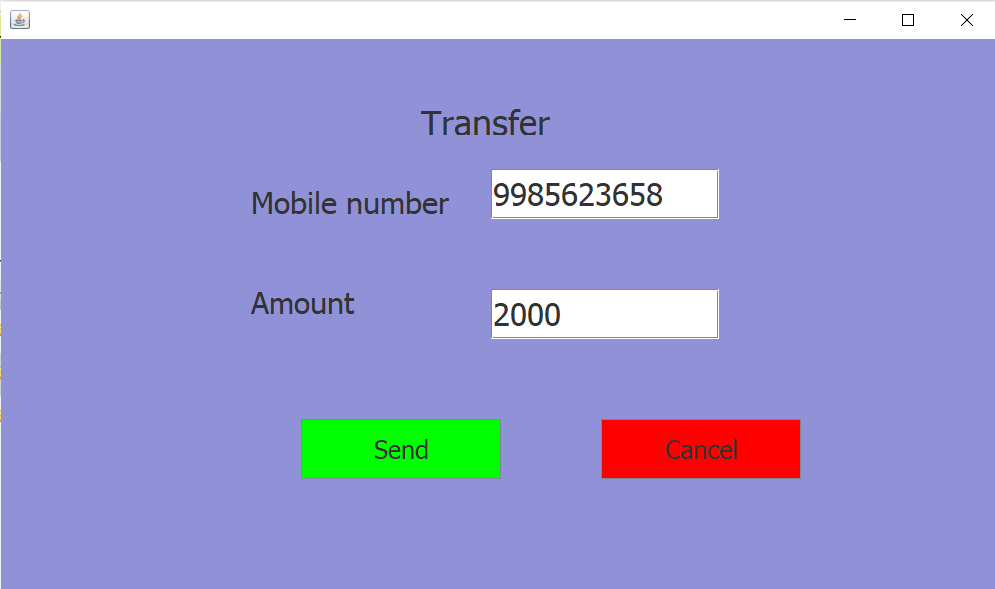 Transfer
Mobile number 9985623658
Amount 2000
Send Cancel